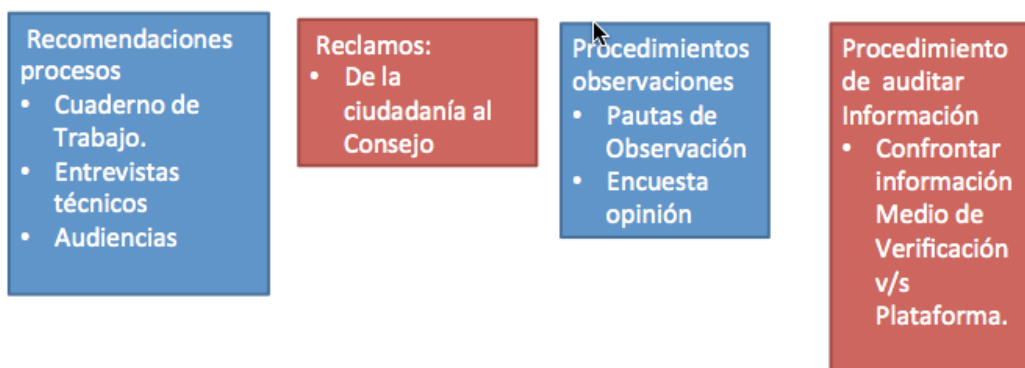 Recomendaciones
procesos
• Cuaderno de
Trabajo.
• Entrevistas
técnicos
• Audiencias
Reclamos:
• De la
ciudadanía al
Consejo
Procedimientos
observaciones
• Pautas de
Observación
• Encuesta
opinión
Procedimiento
de auditar
Información
• Confrontar
información
Medio de
Verificación
v/s
Plataforma.